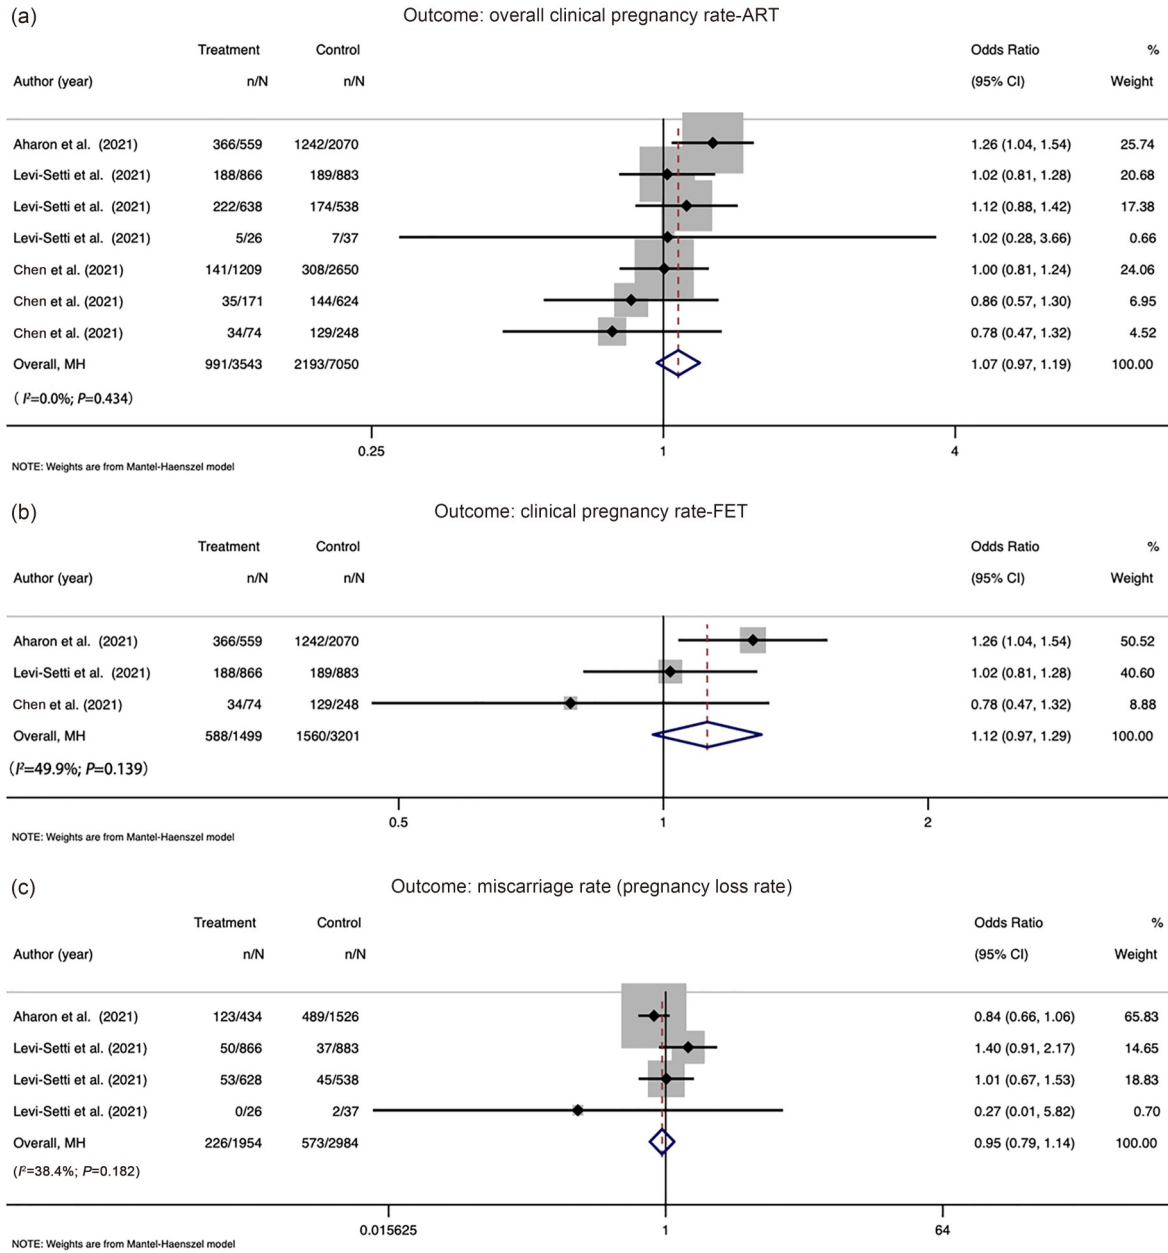 (a)
Outcome: overall clinical pregnancy rate-ART
Treatment Control Odds Ratio %
Author (year) n/N n/N (95% CI) Weight
Aharon et al. (2021) 366/559 1242/2070 1.26 (1.04, 1.54) 25.74
Levi-Setti et al. (2021) 188/866 189/883 1.02 (0.81, 1.28) 20.68
Levi-Setti et al. (2021) 222/638 174/538 1.12 (0.88, 1.42) 17.38
Levi-Setti et al. (2021) 5/26 7/37 1.02 (0.28, 3.66) 0.66
Chen et al. (2021) 141/1209 308/2650 1.00 (0.81, 1.24) 24.06
Chen et al. (2021) 35/171 144/624 0.86 (0.57, 1.30) 6.95
Chen et al. (2021) 34/74 129/248 0.78 (0.47, 1.32) 4.52
Overall, MH 991/3543 2193/7050 1.07 (0.97, 1.19) 100.00
( I²=0.0%; P=0.434)
0.25 1 4
NOTE: Weights are from Mantel-Haenszel model
(b)
Outcome: clinical pregnancy rate-FET
Treatment Control Odds Ratio %
Author (year) n/N n/N (95% CI) Weight
Aharon et al. (2021) 366/559 1242/2070 1.26 (1.04, 1.54) 50.52
Levi-Setti et al. (2021) 188/866 189/883 1.02 (0.81, 1.28) 40.60
Chen et al. (2021) 34/74 129/248 0.78 (0.47, 1.32) 8.88
Overall, MH 588/1499 1560/3201 1.12 (0.97, 1.29) 100.00
(I²=49.9%; P=0.139)
0.5 1 2
NOTE: Weights are from Mantel-Haenszel model
(c)
Outcome: miscarriage rate (pregnancy loss rate)
Treatment Control Odds Ratio %
Author (year) n/N n/N (95% CI) Weight
Aharon et al. (2021) 123/434 489/1526 0.84 (0.66, 1.06) 65.83
Levi-Setti et al. (2021) 50/866 37/883 1.40 (0.91, 2.17) 14.65
Levi-Setti et al. (2021) 53/628 45/538 1.01 (0.67, 1.53) 18.83
Levi-Setti et al. (2021) 0/26 2/37 0.27 (0.01, 5.82) 0.70
Overall, MH 226/1954 573/2984 0.95 (0.79, 1.14) 100.00
(I²=38.4%; P=0.182)
0.015625 1 64
NOTE: Weights are from Mantel-Haenszel model